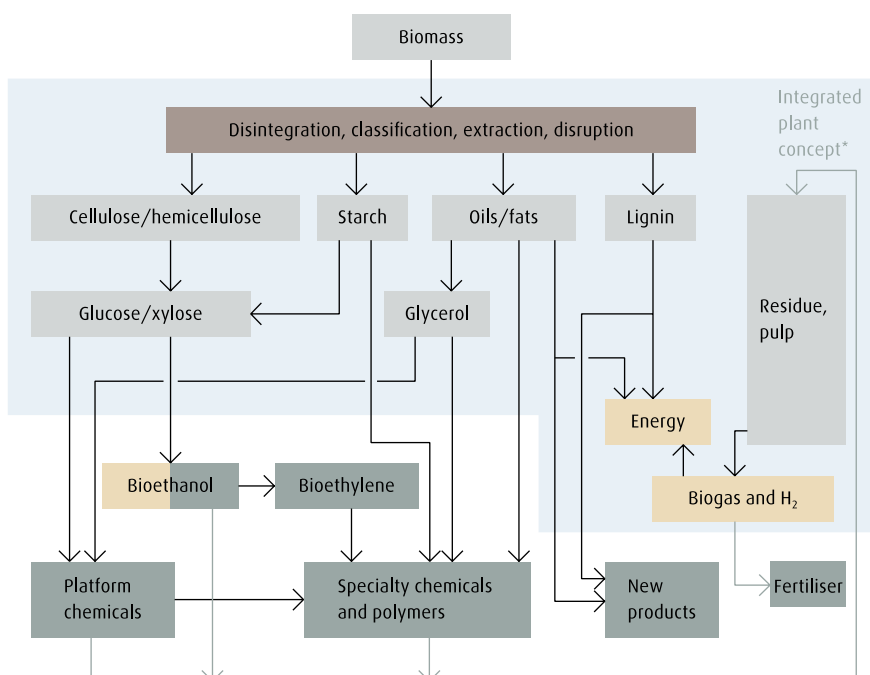 Biomass
Integrated
plant
concept*
Disintegration, classification, extraction, disruption
Cellulose/hemicellulose
Starch
Oils/fats
Lignin
Glucose/xylose
Glycerol
Residue,
pulp
Energy
Bioethanol
Bioethylene
Biogas and H₂
Platform
chemicals
Specialty chemicals
and polymers
New
products
Fertiliser